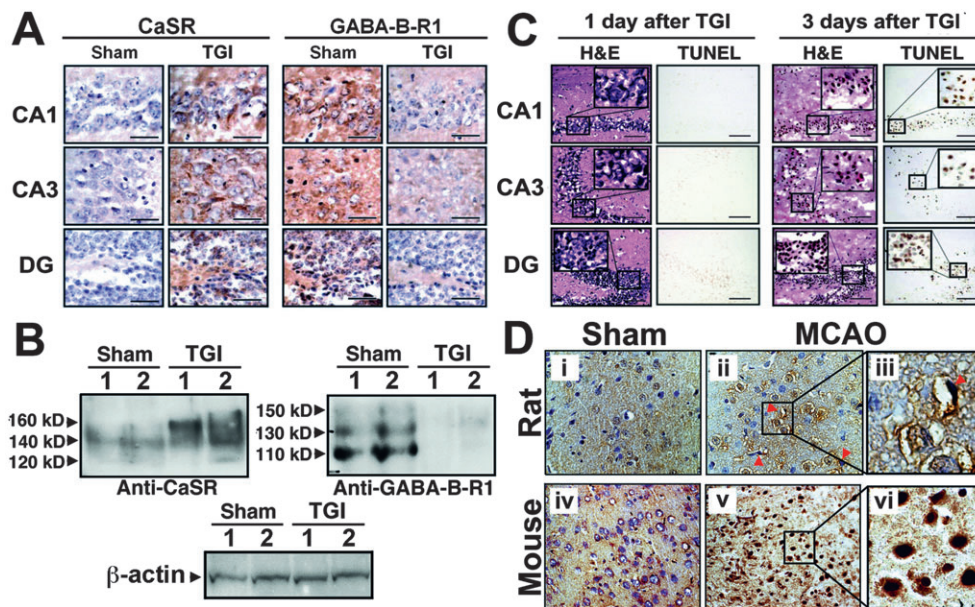 A
CaSR GABA-B-R1
Sham TGI Sham TGI
CA1
CA3
DG
B
Sham TGI
1 2 1 2
160 kD
140 kD
120 kD
Anti-CaSR
Sham TGI
1 2 1 2
150 kD
130 kD
110 kD
Anti-GABA-B-R1
Sham TGI
1 2 1 2
β-actin
C
1 day after TGI 3 days after TGI
H&E TUNEL H&E TUNEL
CA1
CA3
DG
D
Sham MCAO
Rat
i ii iii
Mouse
iv v vi